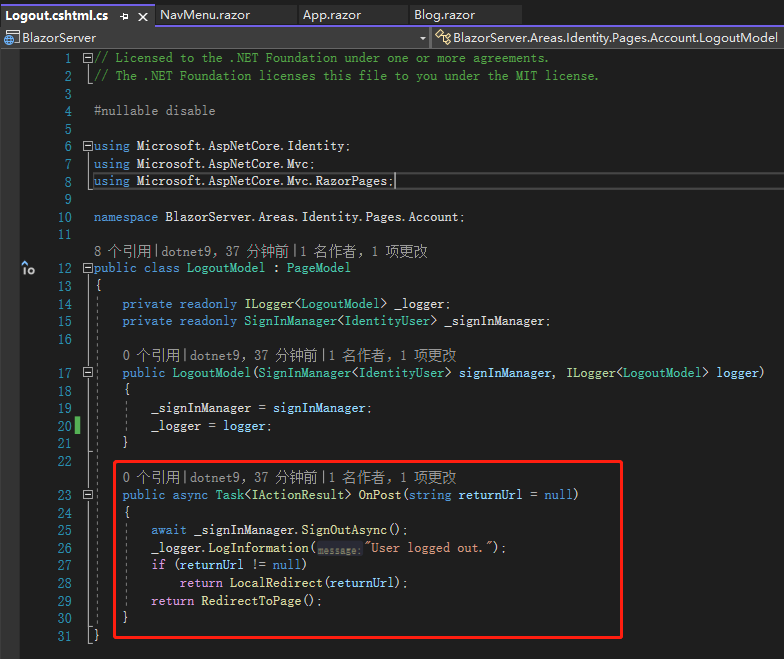 Logout.cshtml.cs NavMenu.razor App.razor Blog.razor
BlazorServer BlazorServer.Areas.Identity.Pages.Account.LogoutModel
1 // Licensed to the .NET Foundation under one or more agreements.
2 // The .NET Foundation licenses this file to you under the MIT license.
3
4 #nullable disable
5
6 using Microsoft.AspNetCore.Identity;
7 using Microsoft.AspNetCore.Mvc;
8 using Microsoft.AspNetCore.Mvc.RazorPages;
9
10 namespace BlazorServer.Areas.Identity.Pages.Account;
11
8 个引用|dotnet9，37 分钟前|1 名作者，1 项更改
12 public class LogoutModel : PageModel
13 {
14 private readonly ILogger<LogoutModel> _logger;
15 private readonly SignInManager<IdentityUser> _signInManager;
16
0 个引用|dotnet9，37 分钟前|1 名作者，1 项更改
17 public LogoutModel(SignInManager<IdentityUser> signInManager, ILogger<LogoutModel> logger)
18 {
19 _signInManager = signInManager;
20 _logger = logger;
21 }
22
0 个引用|dotnet9，37 分钟前|1 名作者，1 项更改
23 public async Task<IActionResult> OnPost(string returnUrl = null)
24 {
25 await _signInManager.SignOutAsync();
26 _logger.LogInformation(message: "User logged out.");
27 if (returnUrl != null)
28 return LocalRedirect(returnUrl);
29 return RedirectToPage();
30 }
31 }